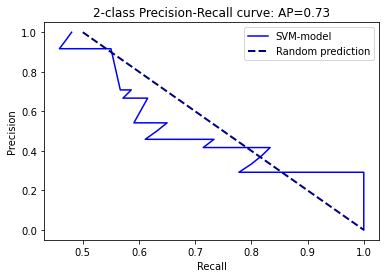 2-class Precision-Recall curve: AP=0.73
SVM-model
Random prediction
Precision
1.0
0.8
0.6
0.4
0.2
0.0
0.5 0.6 0.7 0.8 0.9 1.0
Recall